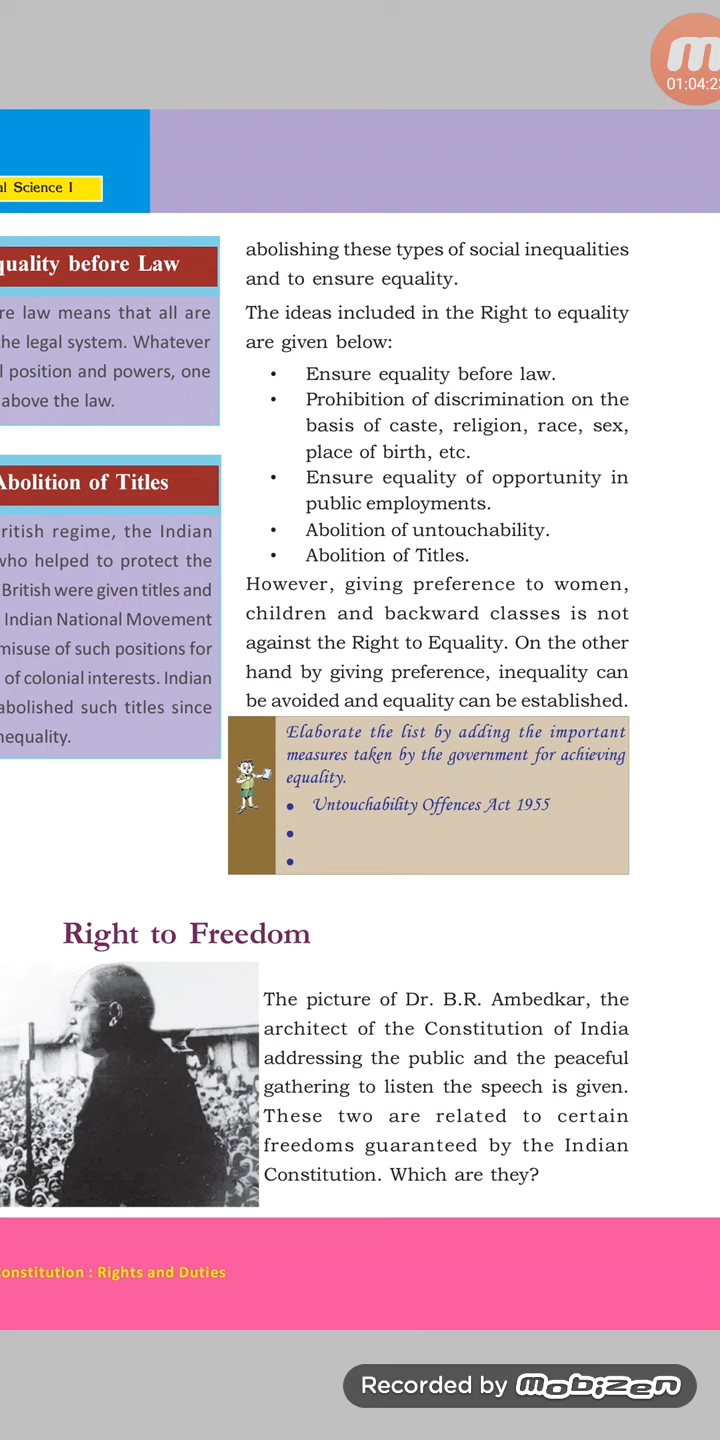 01:04:23
al Science I
quality before Law
re law means that all are
he legal system. Whatever
l position and powers, one
above the law.
Abolition of Titles
ritish regime, the Indian
who helped to protect the
British were given titles and
Indian National Movement
misuse of such positions for
of colonial interests. Indian
abolished such titles since
nequality.
abolishing these types of social inequalities
and to ensure equality.
The ideas included in the Right to equality
are given below:
• Ensure equality before law.
• Prohibition of discrimination on the
basis of caste, religion, race, sex,
place of birth, etc.
• Ensure equality of opportunity in
public employments.
• Abolition of untouchability.
• Abolition of Titles.
However, giving preference to women,
children and backward classes is not
against the Right to Equality. On the other
hand by giving preference, inequality can
be avoided and equality can be established.
Elaborate the list by adding the important
measures taken by the government for achieving
equality.
• Untouchability Offences Act 1955
•
•
Right to Freedom
The picture of Dr. B.R. Ambedkar, the
architect of the Constitution of India
addressing the public and the peaceful
gathering to listen the speech is given.
These two are related to certain
freedoms guaranteed by the Indian
Constitution. Which are they?
Constitution : Rights and Duties
Recorded by mobizen